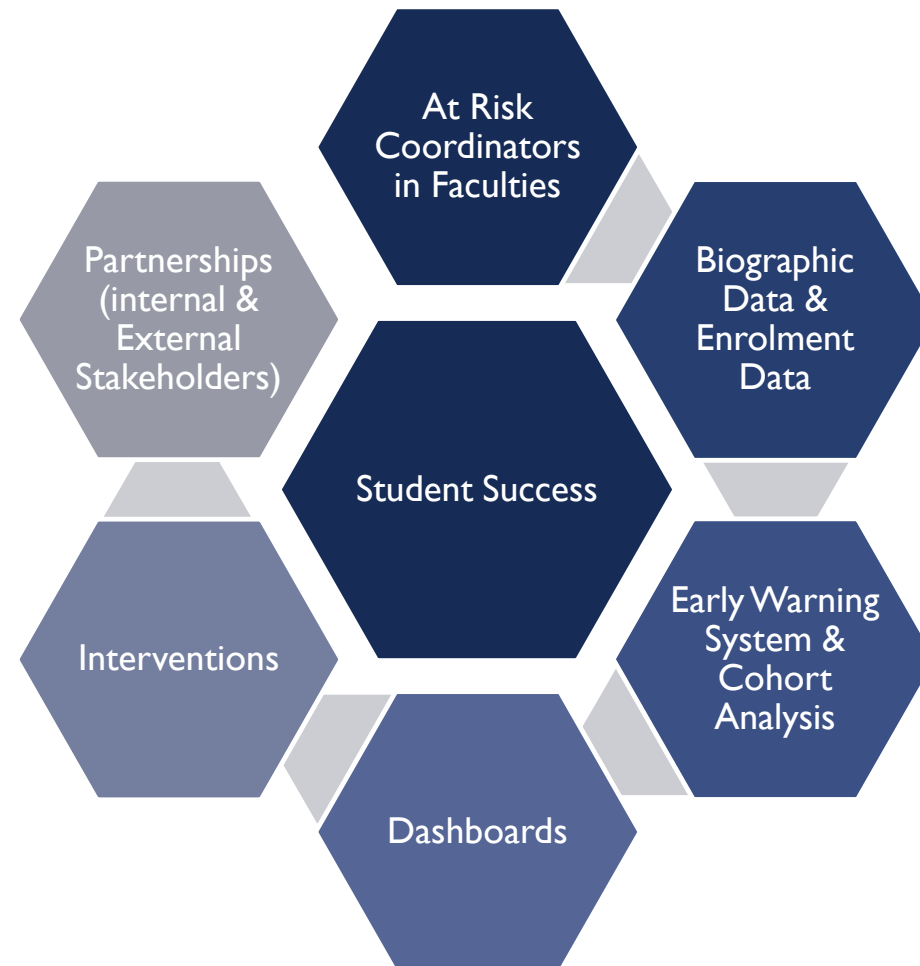 At Risk
Coordinators
in Faculties
Biographic
Data &
Enrolment
Data
Early Warning
System &
Cohort
Analysis
Dashboards
Interventions
Partnerships
(internal &
External
Stakeholders)
Student Success